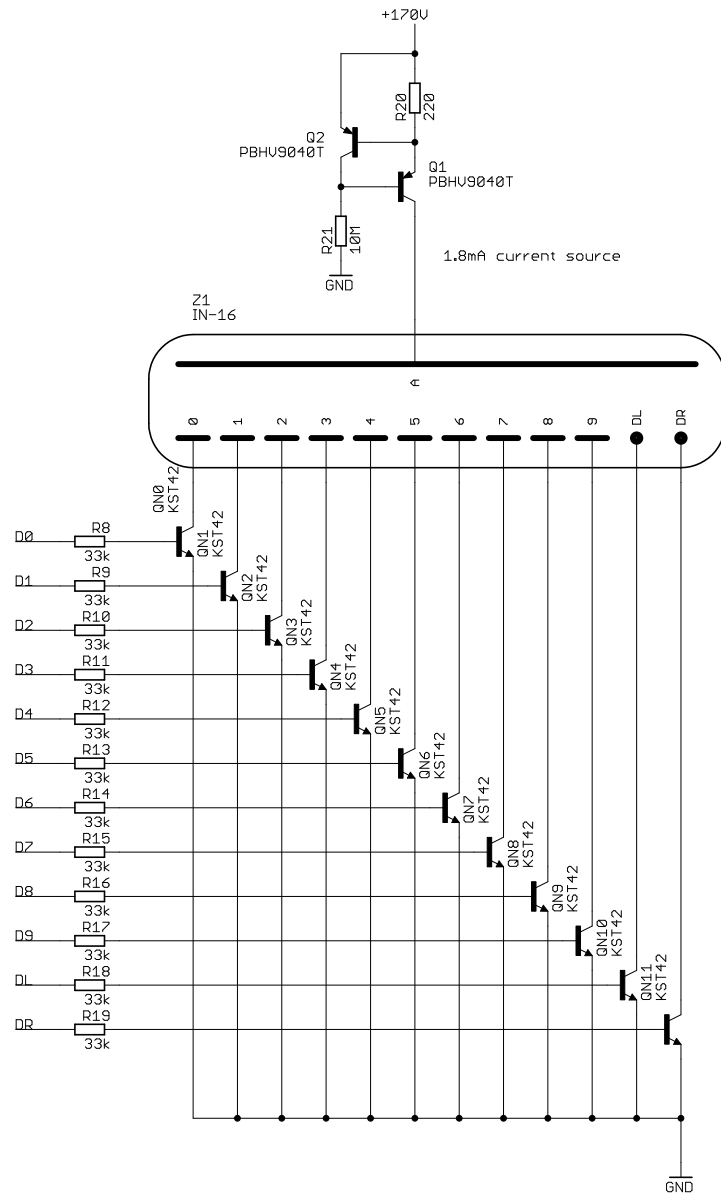 +170V
R20
220
Q2
PBHV9040T
Q1
PBHV9040T
R21
10M
GND
1.8mA current source
Z1
IN-16
A
0
1
2
3
4
5
6
7
8
9
DL
DR
QN0
KST42
D0
R8
33k
QN1
KST42
D1
R9
33k
QN2
KST42
D2
R10
33k
QN3
KST42
D3
R11
33k
QN4
KST42
D4
R12
33k
QN5
KST42
D5
R13
33k
QN6
KST42
D6
R14
33k
QN7
KST42
D7
R15
33k
QN8
KST42
D8
R16
33k
QN9
KST42
D9
R17
33k
QN10
KST42
DL
R18
33k
QN11
KST42
DR
R19
33k
GND